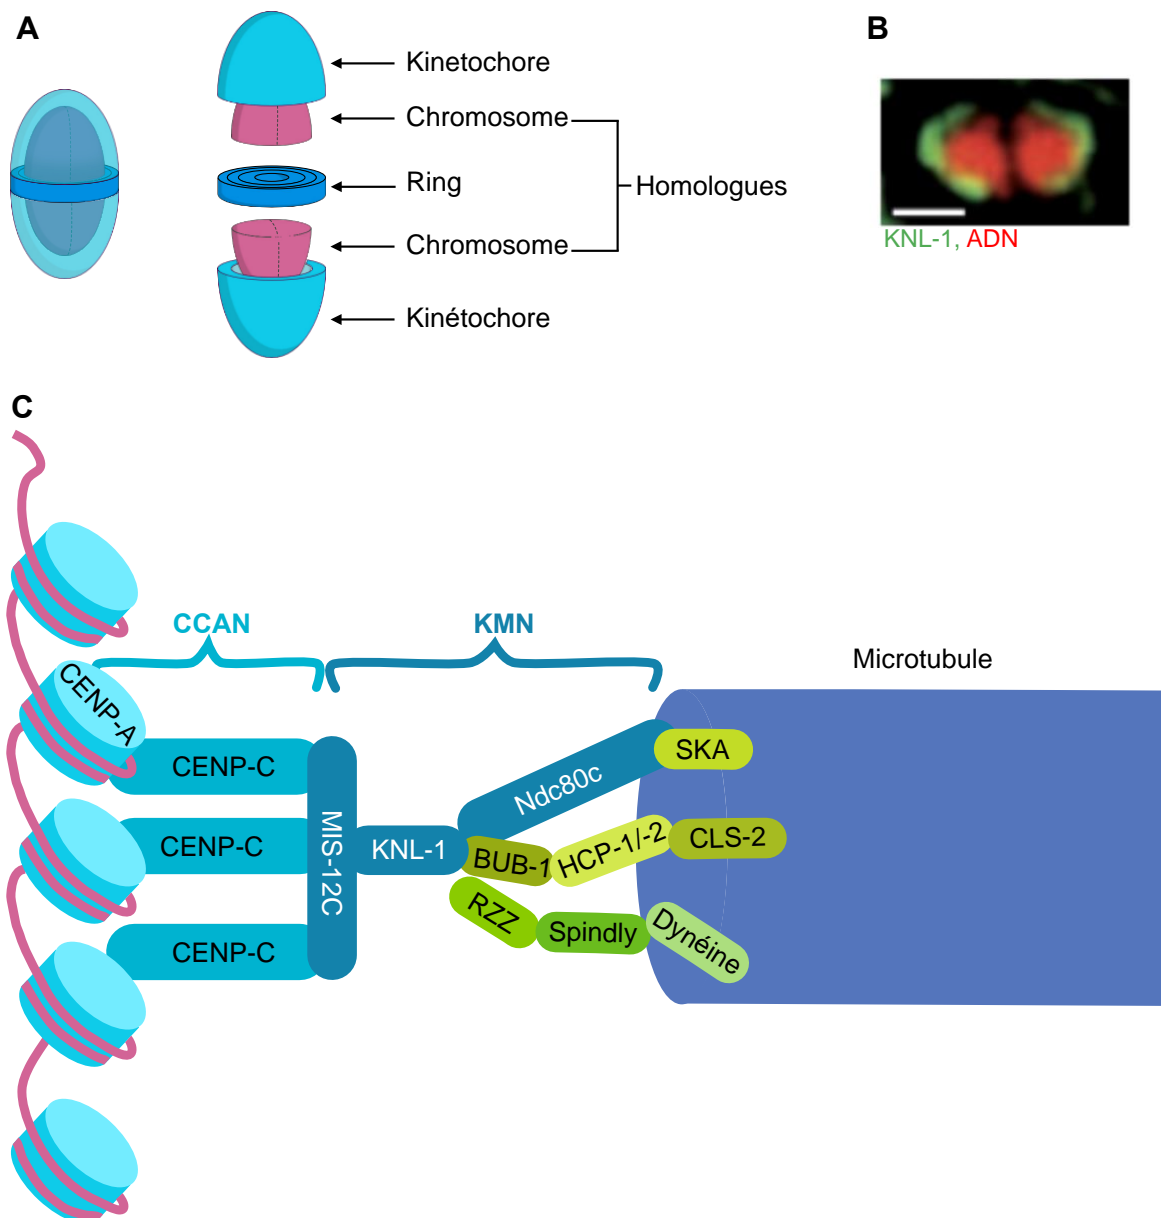 A
Kinetochore
Chromosome
Ring
Homologues
Chromosome
Kinétochore
B
KNL-1, ADN
C
CCAN
KMN
Microtubule
CENP-A
CENP-C
CENP-C
CENP-C
MIS-12C
KNL-1
Ndc80c
SKA
BUB-1
HCP-1/-2
CLS-2
RZZ
Spindly
Dynéine